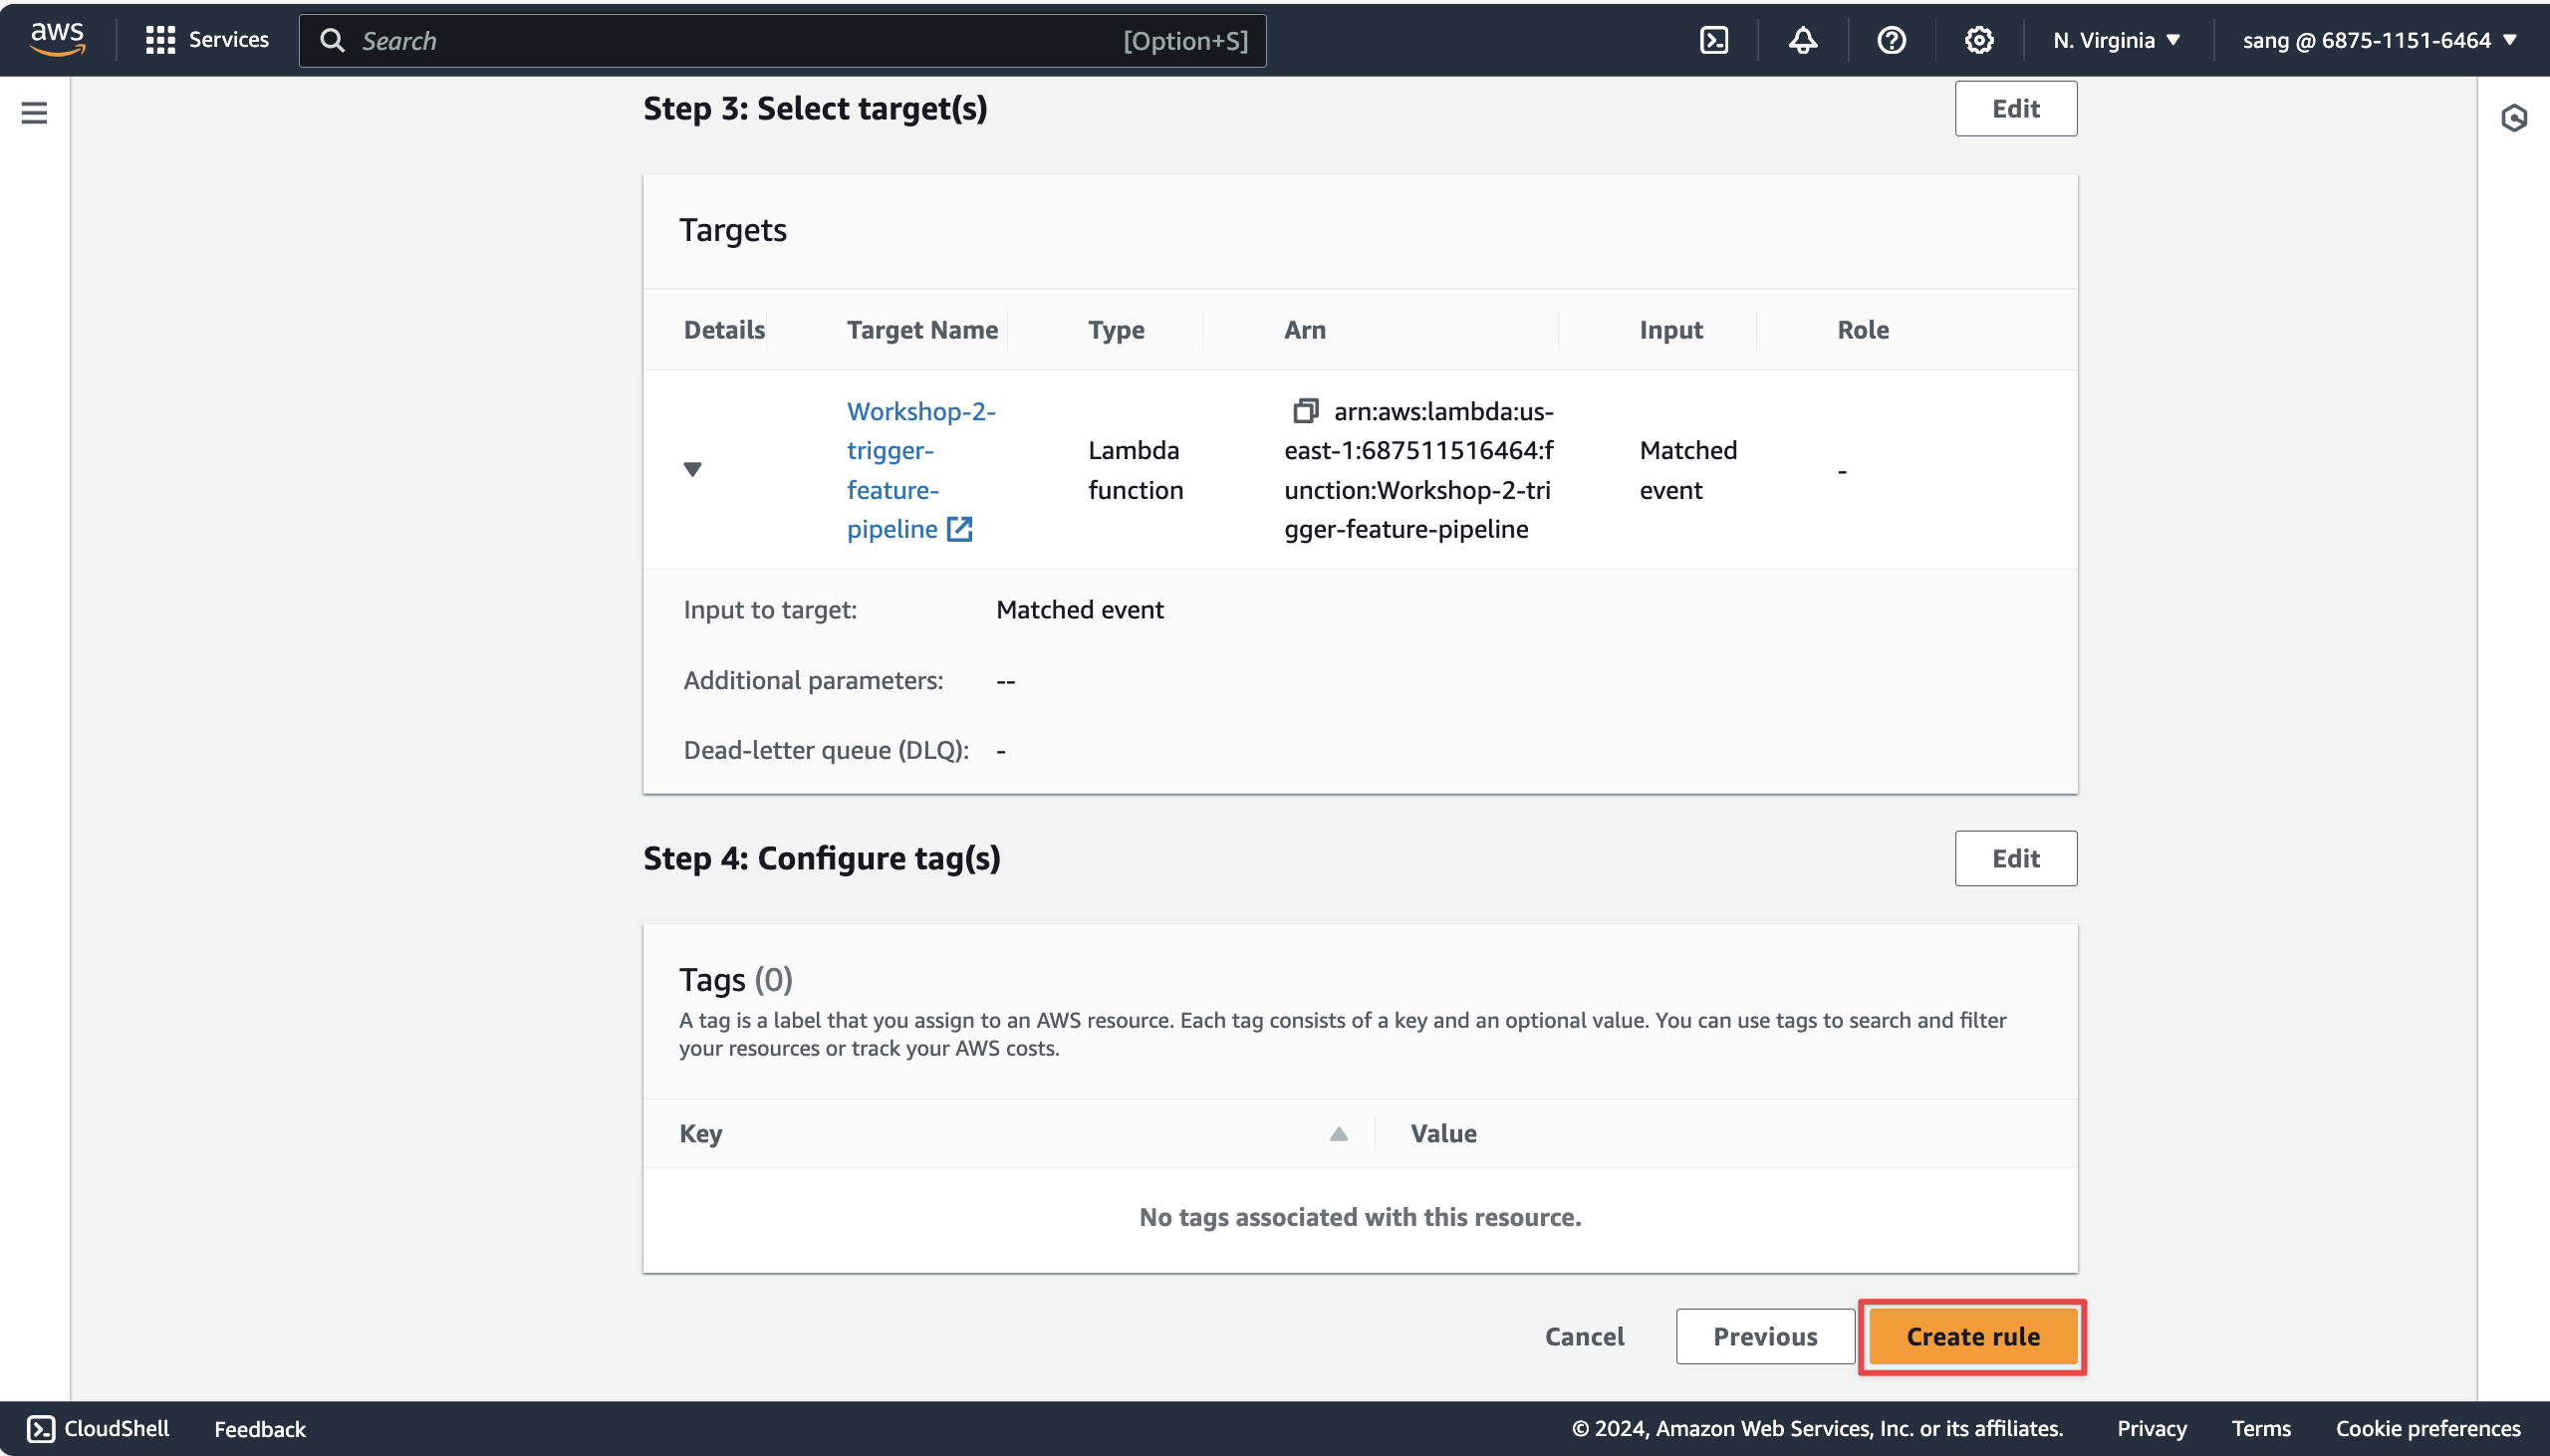 aws
Services
Search
[Option+S]
N. Virginia
sang @ 6875-1151-6464
Step 3: Select target(s)
Edit
Targets
Details
Target Name
Type
Arn
Input
Role
Workshop-2-
trigger-
feature-
pipeline
Lambda
function
arn:aws:lambda:us-
east-1:687511516464:f
unction:Workshop-2-tri
gger-feature-pipeline
Matched
event
-
Input to target:
Matched event
Additional parameters:
--
Dead-letter queue (DLQ):
-
Step 4: Configure tag(s)
Edit
Tags (0)
A tag is a label that you assign to an AWS resource. Each tag consists of a key and an optional value. You can use tags to search and filter
your resources or track your AWS costs.
Key
Value
No tags associated with this resource.
Cancel
Previous
Create rule
CloudShell
Feedback
© 2024, Amazon Web Services, Inc. or its affiliates.
Privacy
Terms
Cookie preferences